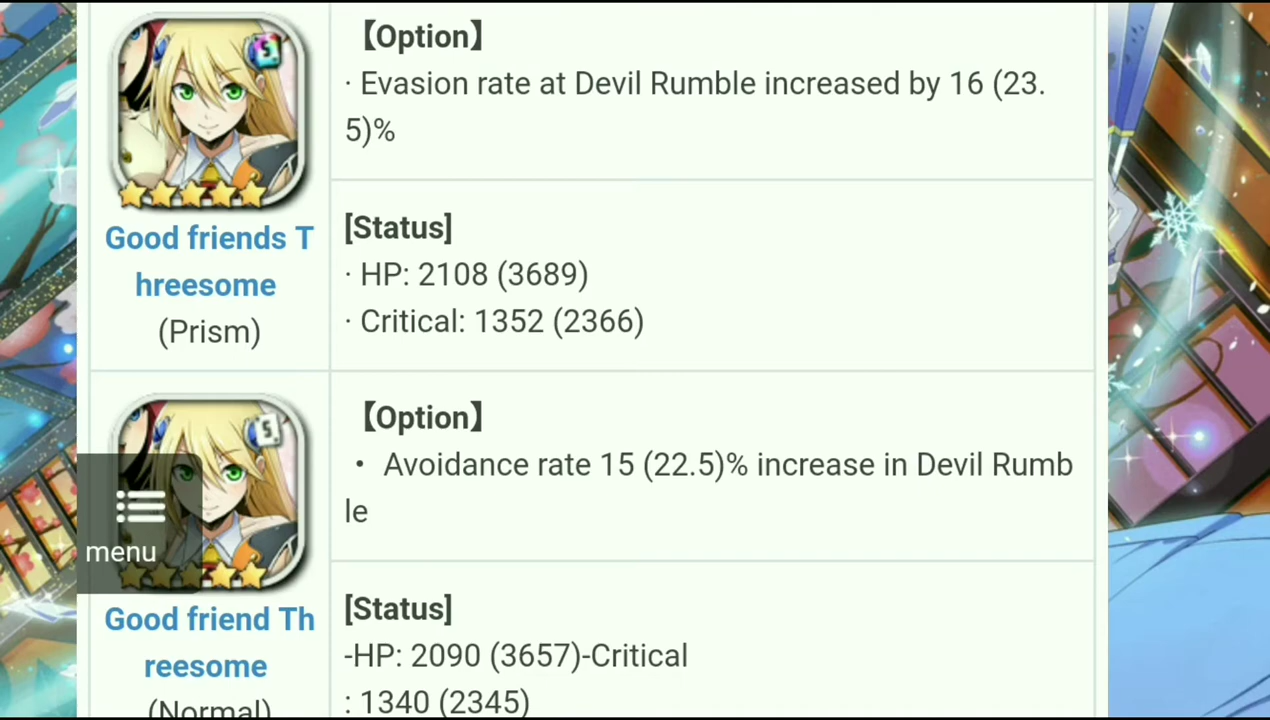 【Option】
· Evasion rate at Devil Rumble increased by 16 (23.
5)%
S
Good friends T
hreesome
(Prism)
[Status]
· HP: 2108 (3689)
· Critical: 1352 (2366)
【Option】
・ Avoidance rate 15 (22.5)% increase in Devil Rumb
le
S
menu
Good friend Th
reesome
(Normal)
[Status]
-HP: 2090 (3657)-Critical
: 1340 (2345)